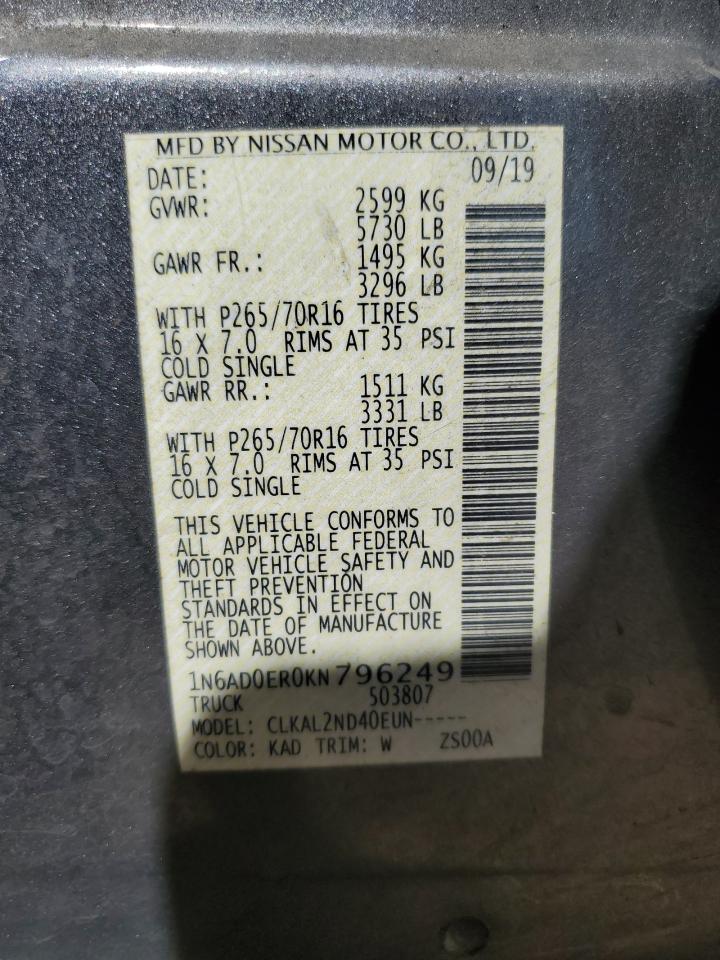 MFD BY NISSAN MOTOR CO., LTD.
DATE: 09/19
GVWR: 2599 KG
5730 LB
GAWR FR.: 1495 KG
3296 LB
WITH P265/70R16 TIRES
16 X 7.0 RIMS AT 35 PSI
COLD SINGLE
GAWR RR.: 1511 KG
3331 LB
WITH P265/70R16 TIRES
16 X 7.0 RIMS AT 35 PSI
COLD SINGLE
THIS VEHICLE CONFORMS TO
ALL APPLICABLE FEDERAL
MOTOR VEHICLE SAFETY AND
THEFT PREVENTION
STANDARDS IN EFFECT ON
THE DATE OF MANUFACTURE
SHOWN ABOVE.
1N6AD0ER0KN796249
TRUCK 503807
MODEL: CLKAL2ND40EUN-----
COLOR: KAD TRIM: W ZS00A